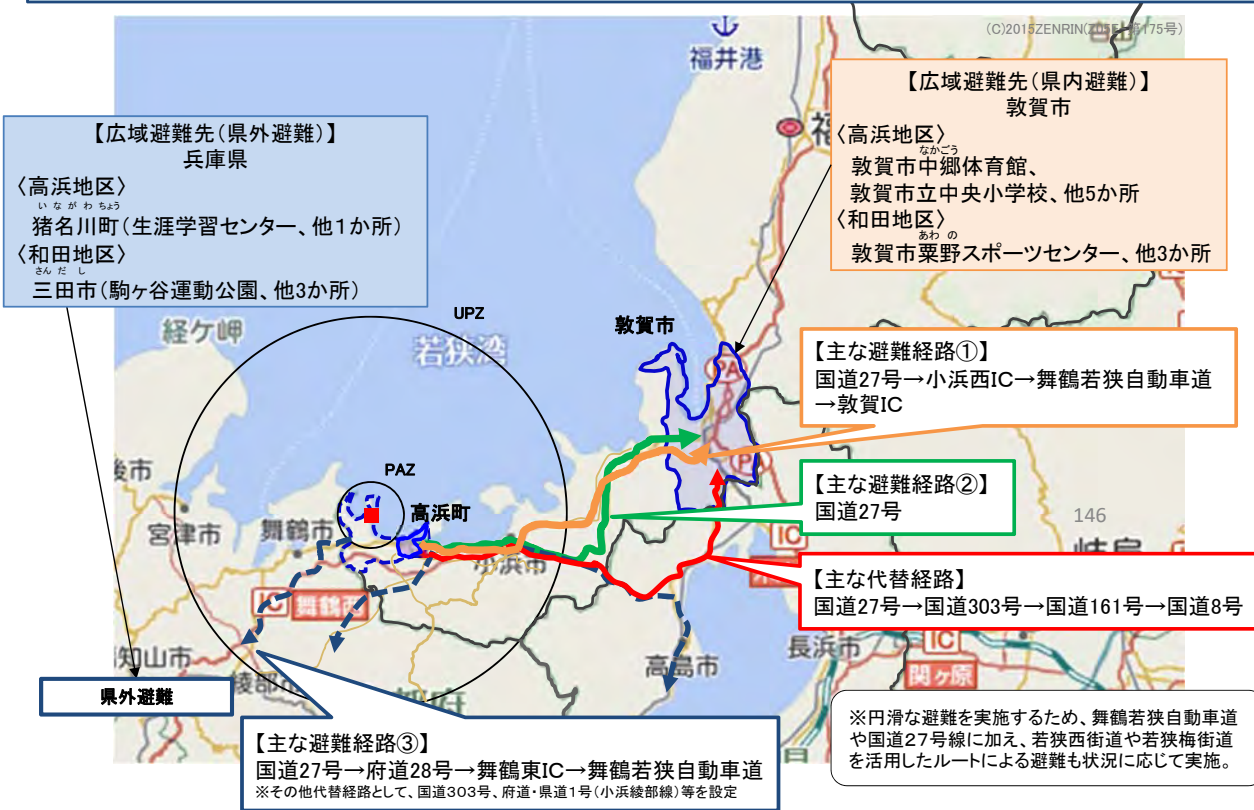 (C)2015ZENRIN(Z05E-第175号)
福井港
【広域避難先(県外避難)】
兵庫県
〈高浜地区〉
いながわちょう
猪名川町(生涯学習センター、他1か所)
〈和田地区〉
さんだし
三田市(駒ヶ谷運動公園、他3か所)
【広域避難先(県内避難)】
敦賀市
〈高浜地区〉
なかごう
敦賀市中郷体育館、
敦賀市立中央小学校、他5か所
〈和田地区〉
あわの
敦賀市粟野スポーツセンター、他3か所
経ケ岬
UPZ
若狭湾
敦賀市
PA
【主な避難経路①】
国道27号→小浜西IC→舞鶴若狭自動車道
→敦賀IC
PAZ
高浜町
宮津市
舞鶴市
小浜市
【主な避難経路②】
国道27号
146
岐阜
IC
【主な代替経路】
国道27号→国道303号→国道161号→国道8号
IC
舞鶴西
知山市
綾部市
高島市
長浜市
IC
関ヶ原
県外避難
府
【主な避難経路③】
国道27号→府道28号→舞鶴東IC→舞鶴若狭自動車道
※その他代替経路として、国道303号、府道・県道1号(小浜綾部線)等を設定
※円滑な避難を実施するため、舞鶴若狭自動車道
や国道27号線に加え、若狭西街道や若狭梅街道
を活用したルートによる避難も状況に応じて実施。